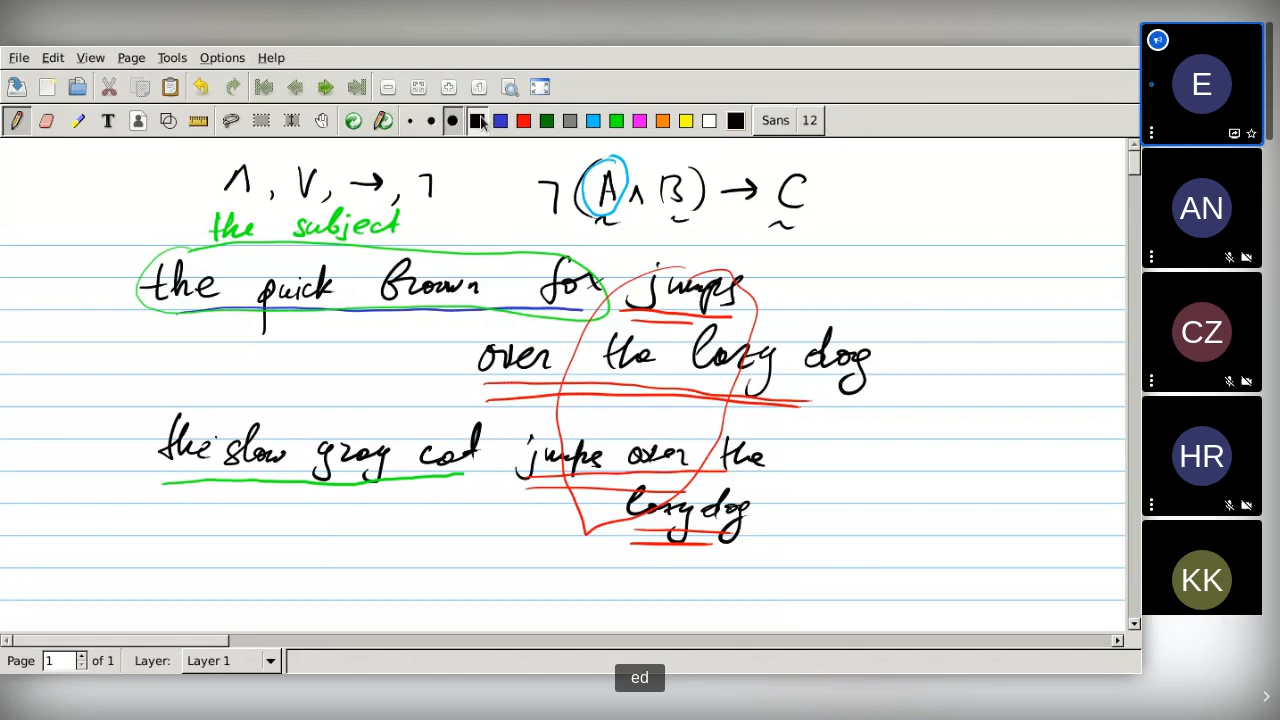 File Edit View Page Tools Options Help
Sans 12
∧, ∨, →, ¬ ¬(A ∧ B) → C
the subject
the quick brown fox jumps
over the lazy dog
the slow gray cat jumps over the
lazy dog
Page 1 of 1 Layer: Layer 1
ed
E
AN
CZ
HR
KK